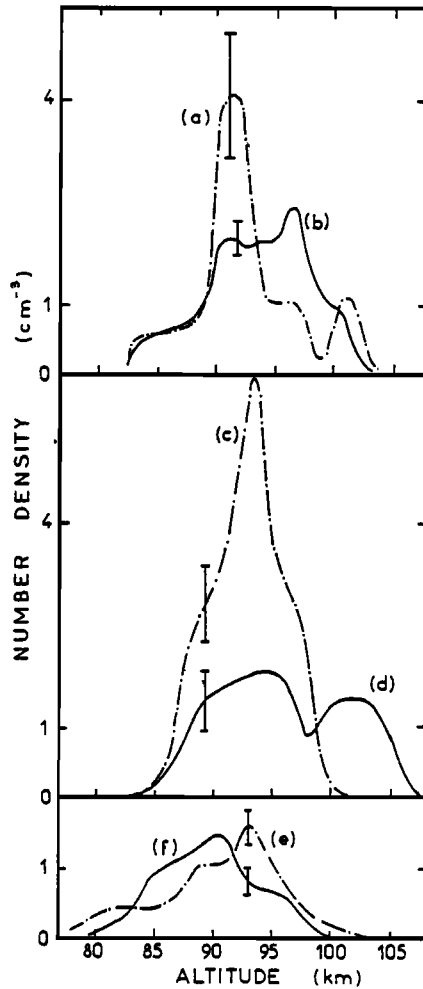 4
(a)
(b)
1
0
(cm⁻³)
NUMBER DENSITY
(c)
4
(d)
1
0
(f)
(e)
1
0
80 85 90 95 100 105
ALTITUDE (km)